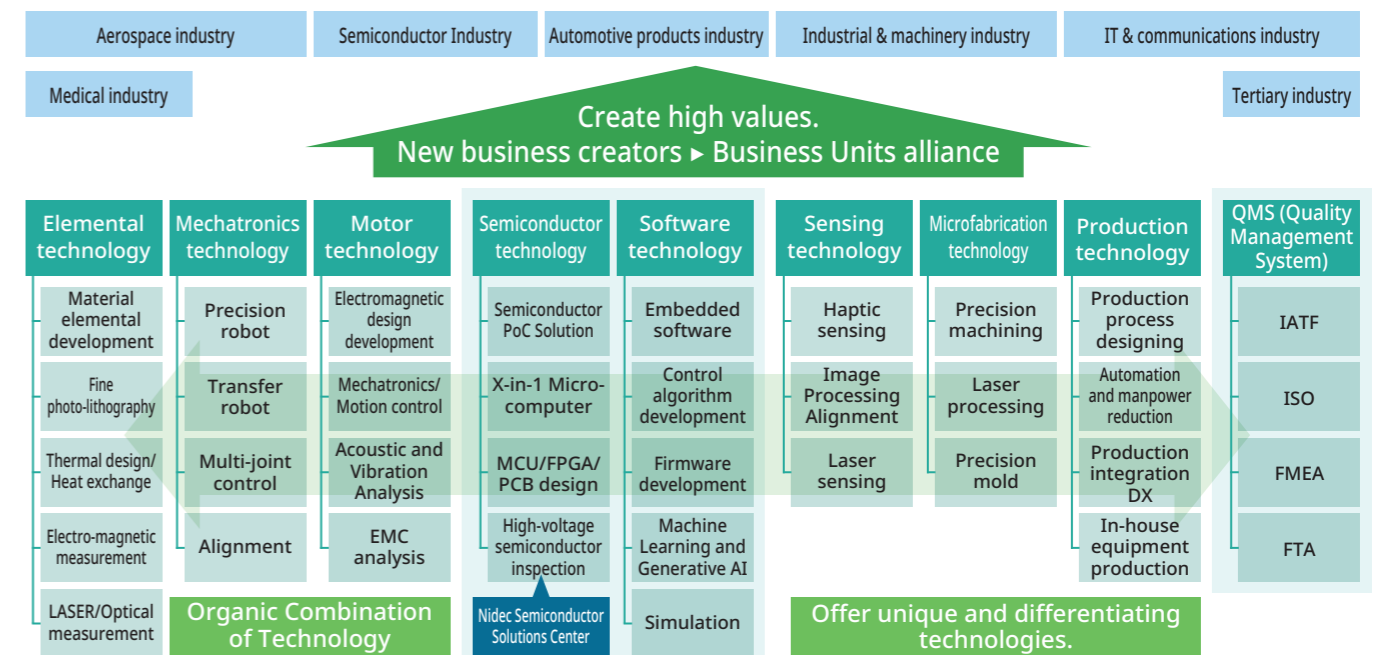 Aerospace industry
Semiconductor Industry
Automotive products industry
Industrial & machinery industry
IT & communications industry
Medical industry
Tertiary industry
Create high values.
New business creators ▸ Business Units alliance
Elemental
technology
Material
elemental
development
Fine
photo-lithography
Thermal design/
Heat exchange
Electro-magnetic
measurement
LASER/Optical
measurement
Mechatronics
technology
Precision
robot
Transfer
robot
Multi-joint
control
Alignment
Motor
technology
Electromagnetic
design
development
Mechatronics/
Motion control
Acoustic and
Vibration
Analysis
EMC
analysis
Organic Combination
of Technology
Semiconductor
technology
Semiconductor
PoC Solution
X-in-1 Micro-
computer
MCU/FPGA/
PCB design
High-voltage
semiconductor
inspection
Nidec Semiconductor
Solutions Center
Software
technology
Embedded
software
Control
algorithm
development
Firmware
development
Machine
Learning and
Generative AI
Simulation
Sensing
technology
Haptic
sensing
Image
Processing
Alignment
Laser
sensing
Microfabrication
technology
Precision
machining
Laser
processing
Precision
mold
Production
technology
Production
process
designing
Automation
and manpower
reduction
Production
integration
DX
In-house
equipment
production
Offer unique and differentiating
technologies.
QMS (Quality
Management
System)
IATF
ISO
FMEA
FTA